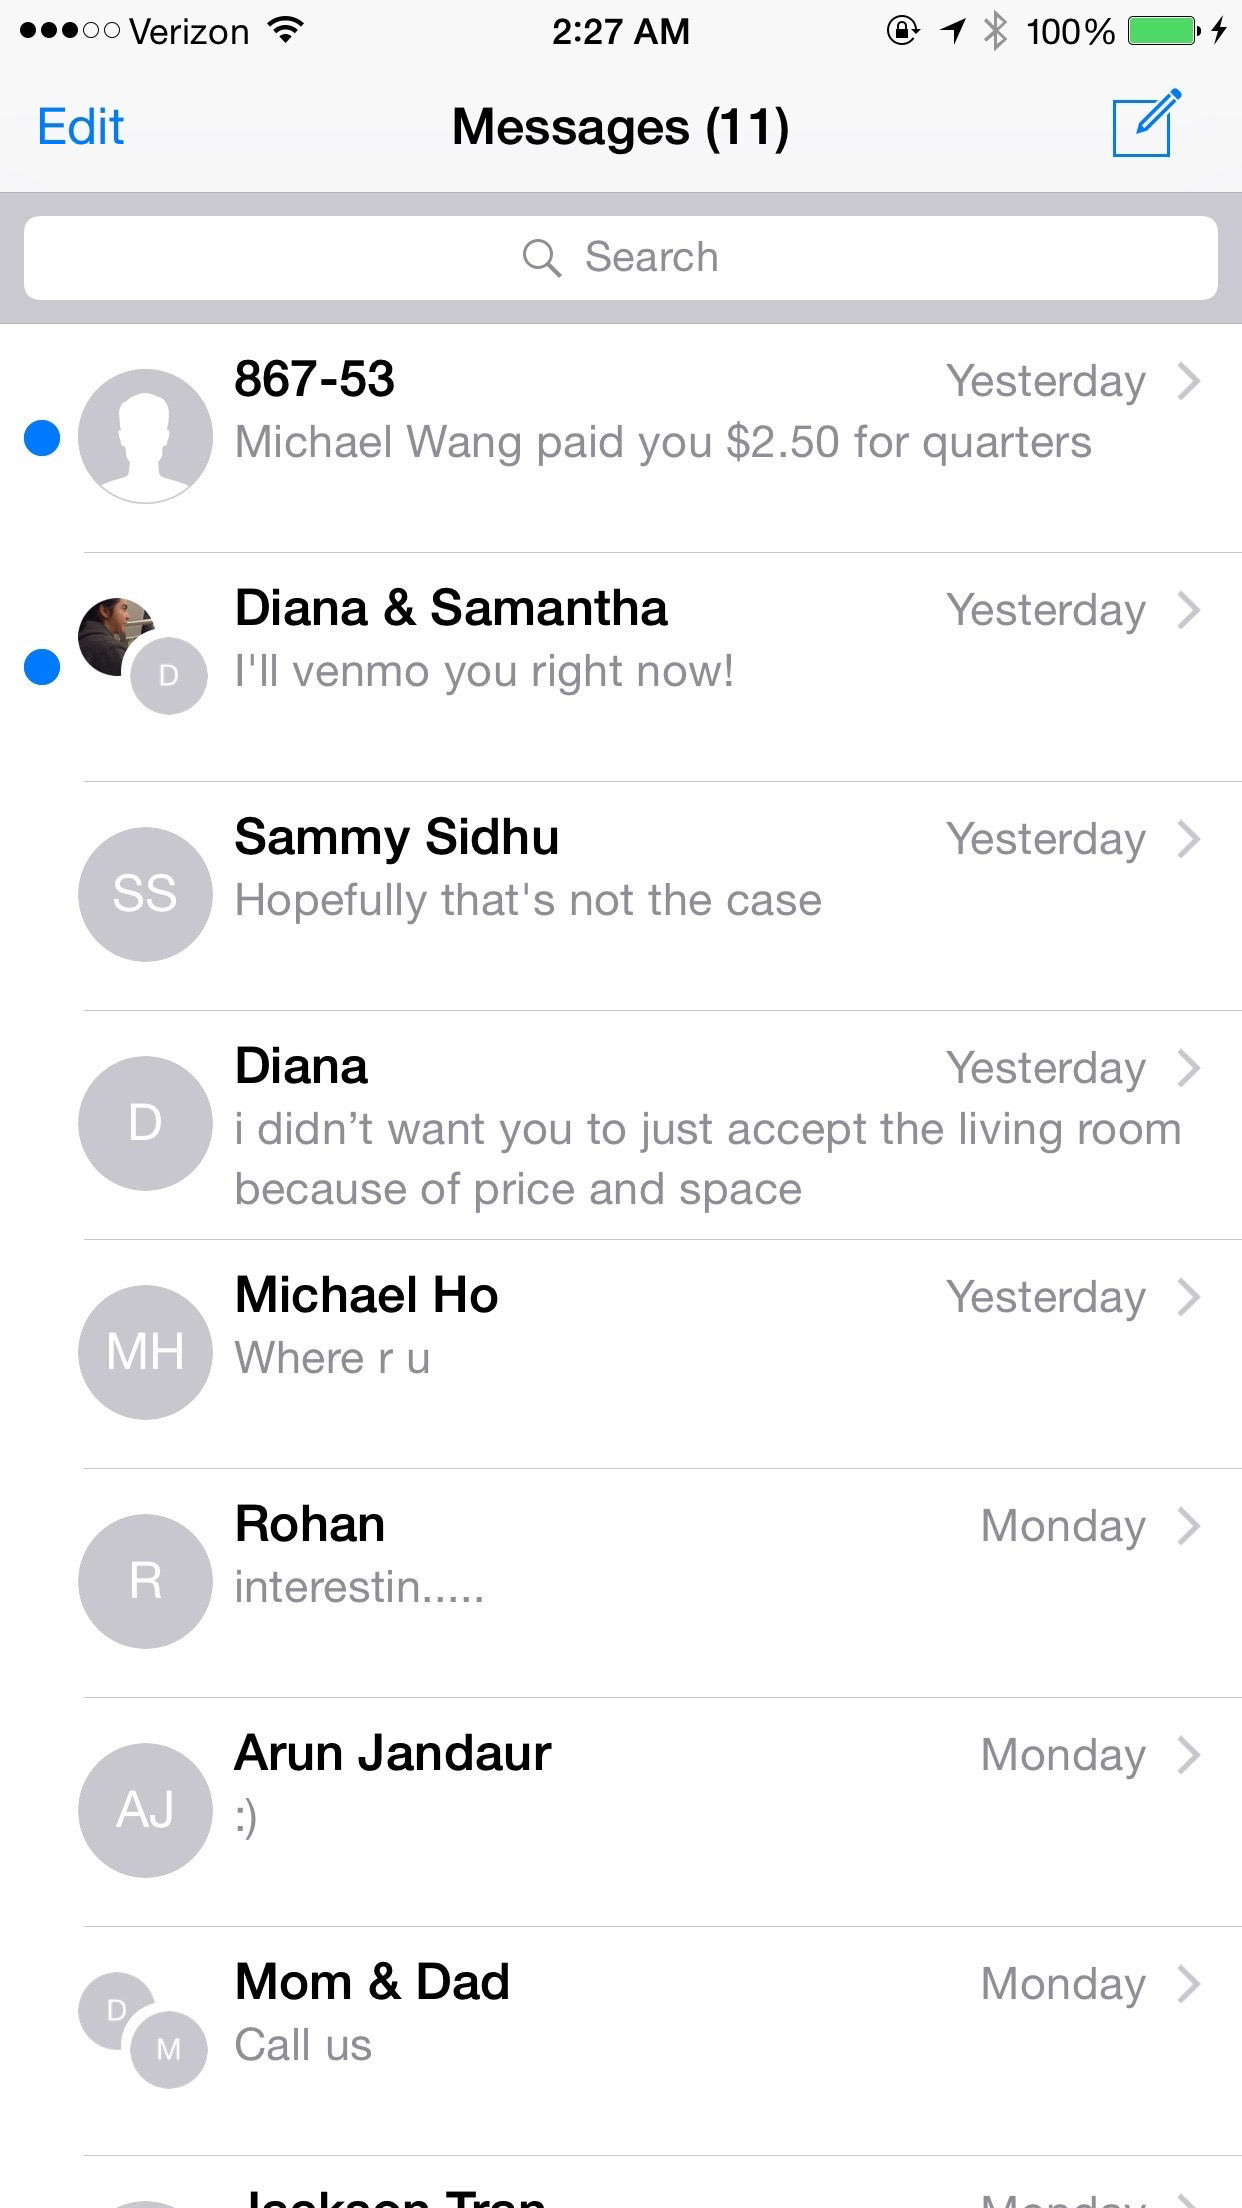 Verizon 2:27 AM 100%
Edit Messages (11)
Search
867-53 Yesterday
Michael Wang paid you $2.50 for quarters
Diana & Samantha Yesterday
D I'll venmo you right now!
Sammy Sidhu Yesterday
SS Hopefully that's not the case
Diana Yesterday
D i didn’t want you to just accept the living room
because of price and space
Michael Ho Yesterday
MH Where r u
Rohan Monday
R interestin.....
Arun Jandaur Monday
AJ :)
Mom & Dad Monday
D
M Call us
Jackson Tran Monday